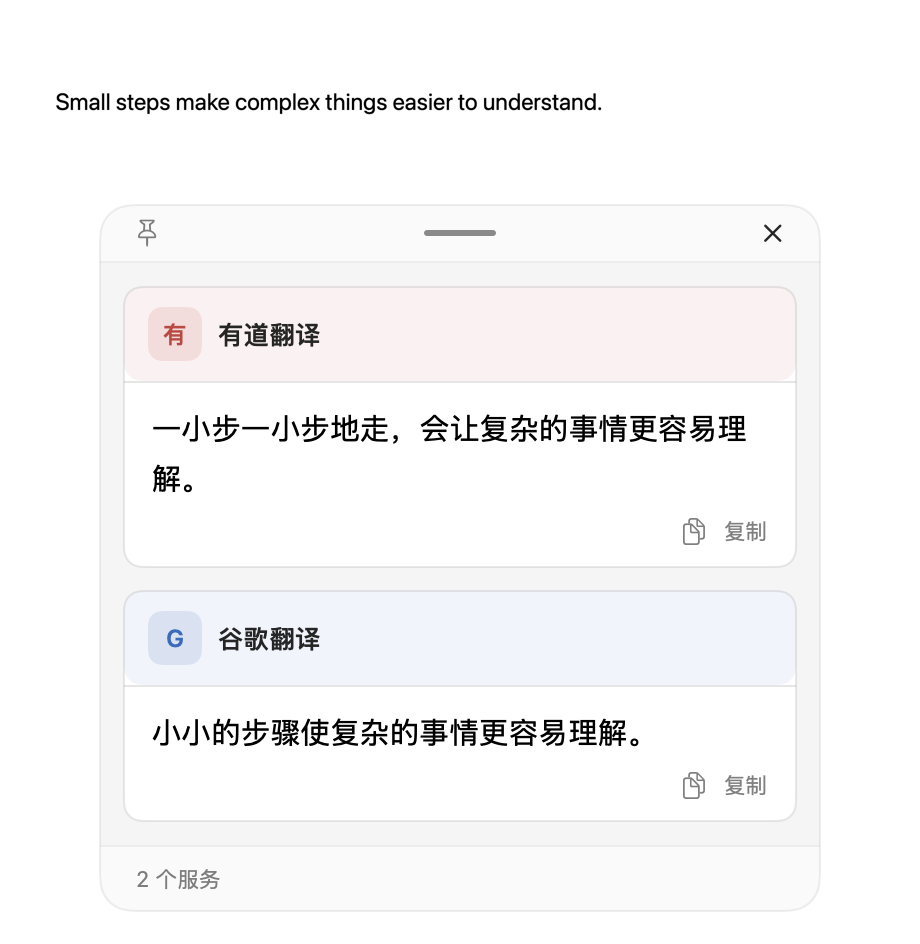 Small steps make complex things easier to understand.
有 有道翻译
一小步一小步地走，会让复杂的事情更容易理
解。
复制
G 谷歌翻译
小小的步骤使复杂的事情更容易理解。
复制
2 个服务